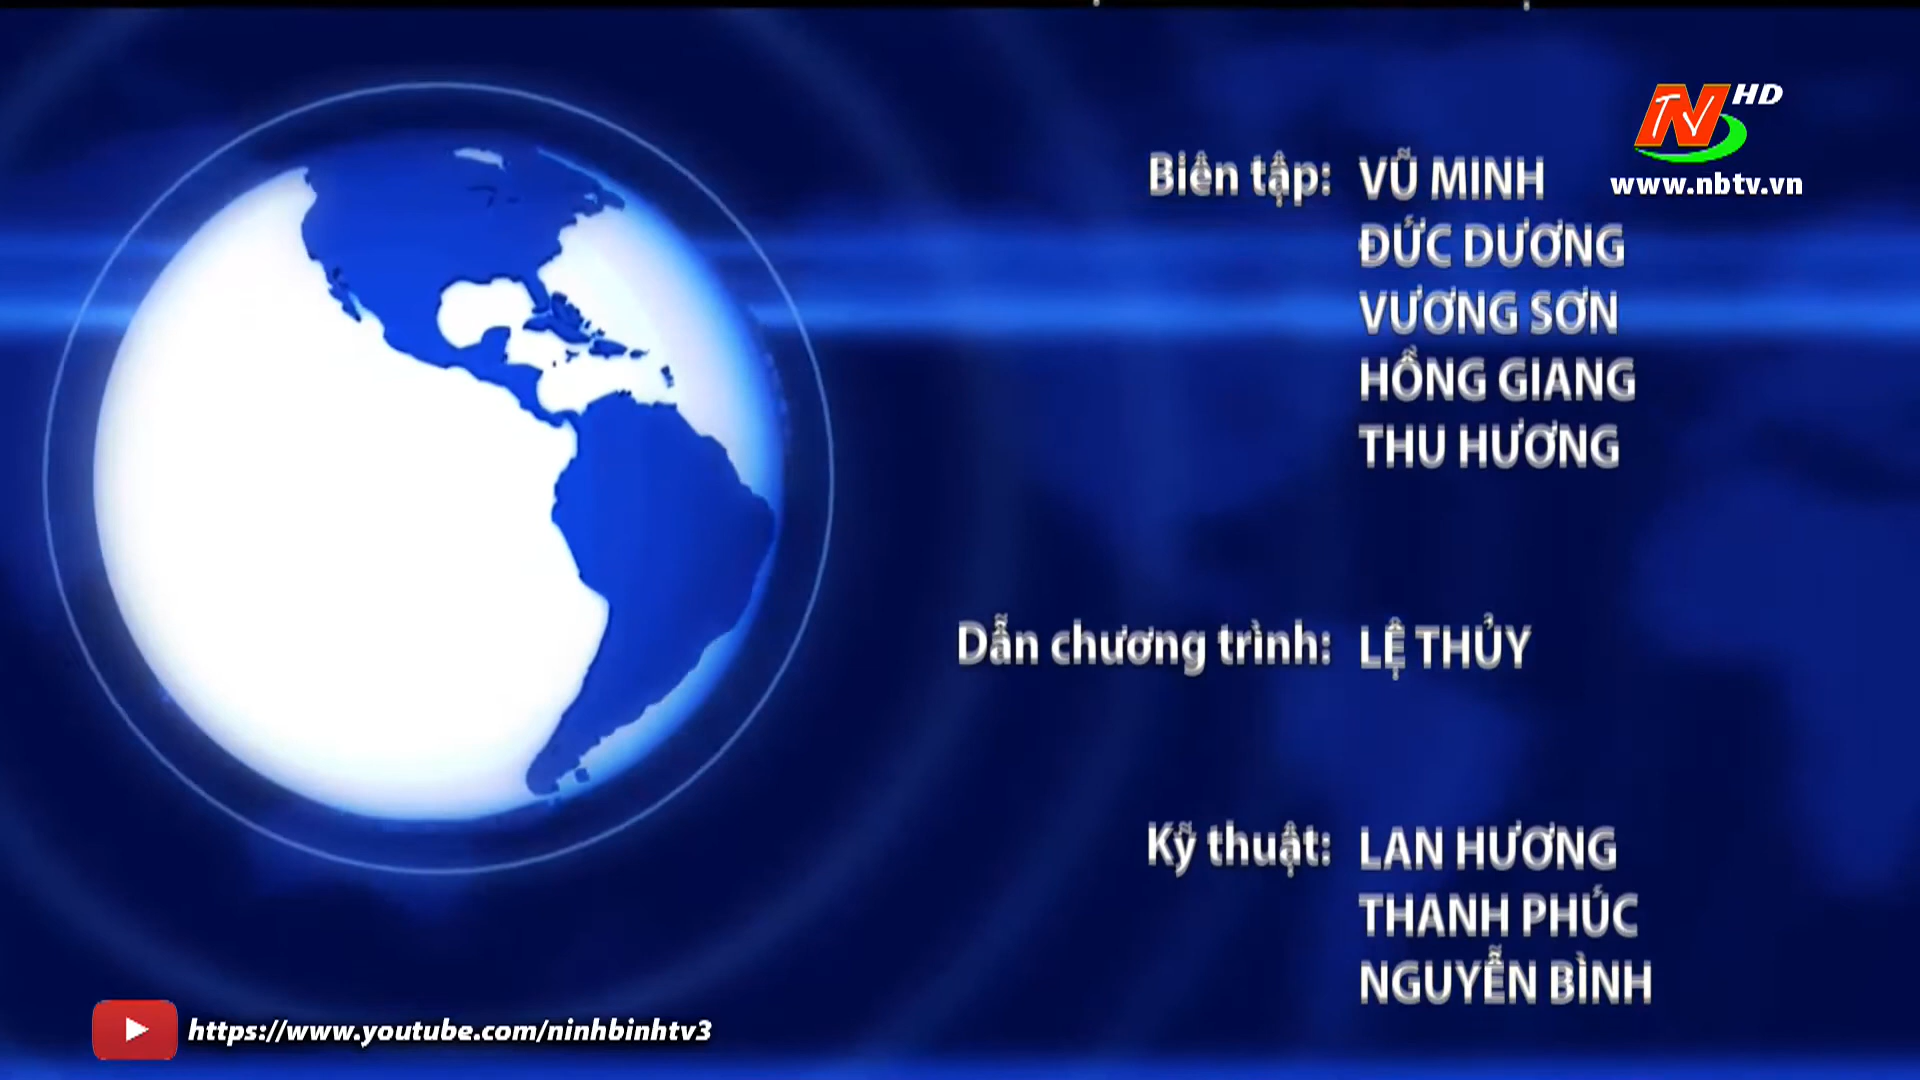 HD
www.nbtv.vn
Biên tập: VŨ MINH
ĐỨC DƯƠNG
VƯƠNG SƠN
HỒNG GIANG
THU HƯƠNG
Dẫn chương trình: LỆ THỦY
Kỹ thuật: LAN HƯƠNG
THANH PHÚC
NGUYỄN BÌNH
https://www.youtube.com/ninhbinhtv3